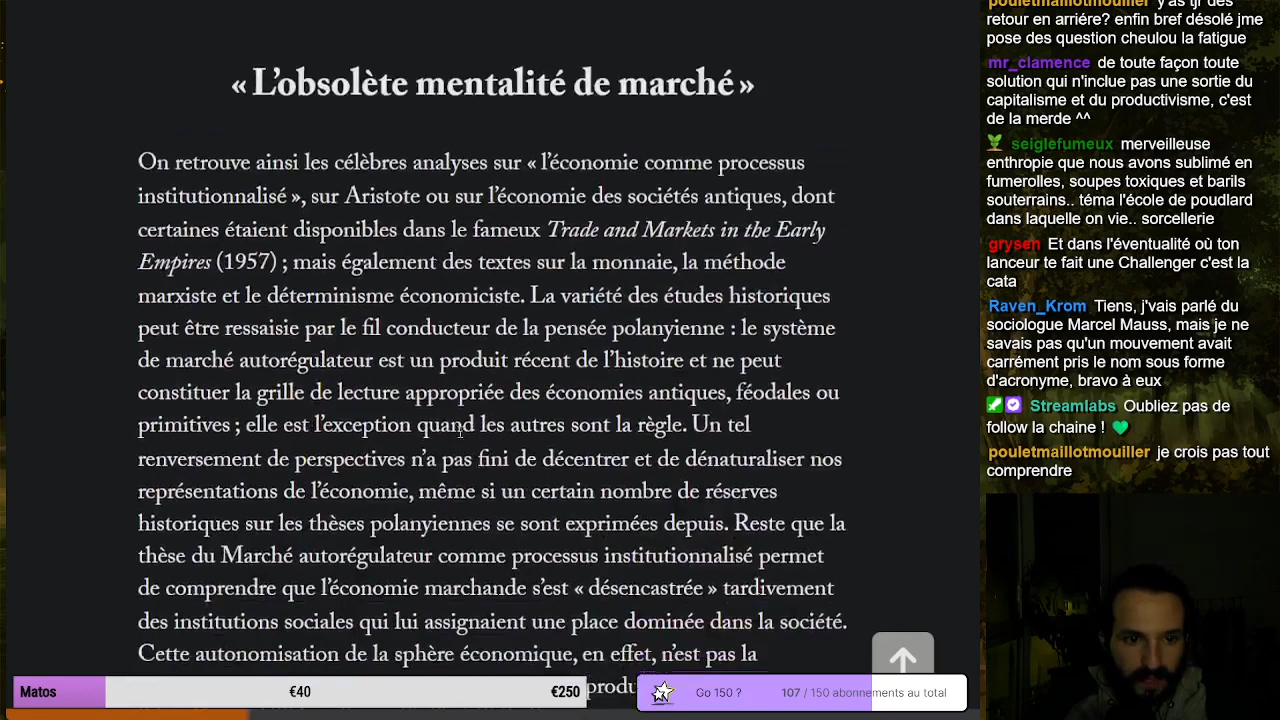 « L’obsolète mentalité de marché »
On retrouve ainsi les célèbres analyses sur « l’économie comme processus
institutionnalisé », sur Aristote ou sur l’économie des sociétés antiques, dont
certaines étaient disponibles dans le fameux Trade and Markets in the Early
Empires (1957) ; mais également des textes sur la monnaie, la méthode
marxiste et le déterminisme économiciste. La variété des études historiques
peut être ressaisie par le fil conducteur de la pensée polanyienne : le système
de marché autorégulateur est un produit récent de l’histoire et ne peut
constituer la grille de lecture appropriée des économies antiques, féodales ou
primitives ; elle est l’exception quand les autres sont la règle. Un tel
renversement de perspectives n’a pas fini de décentrer et de dénaturaliser nos
représentations de l’économie, même si un certain nombre de réserves
historiques sur les thèses polanyiennes se sont exprimées depuis. Reste que la
thèse du Marché autorégulateur comme processus institutionnalisé permet
de comprendre que l’économie marchande s’est « désencastrée » tardivement
des institutions sociales qui lui assignaient une place dominée dans la société.
Cette autonomisation de la sphère économique, en effet, n’est pas la
Matos €40 €250
Go 150 ? 107 / 150 abonnements au total
pouletmaillotmouiller y'as tjr des
retour en arriére? enfin bref désolé jme
pose des question cheulou la fatigue
mr_clamence de toute façon toute
solution qui n'inclue pas une sortie du
capitalisme et du productivisme, c'est
de la merde ^^
seiglefumeux merveilleuse
enthropie que nous avons sublimé en
fumerolles, soupes toxiques et barils
souterrains.. téma l'école de poudlard
dans laquelle on vie.. sorcellerie
grysen Et dans l'éventualité où ton
lanceur te fait une Challenger c'est la
cata
Raven_Krom Tiens, j'vais parlé du
sociologue Marcel Mauss, mais je ne
savais pas qu'un mouvement avait
carrément pris le nom sous forme
d'acronyme, bravo à eux
Streamlabs Oubliez pas de
follow la chaine !
pouletmaillotmouiller je crois pas tout
comprendre